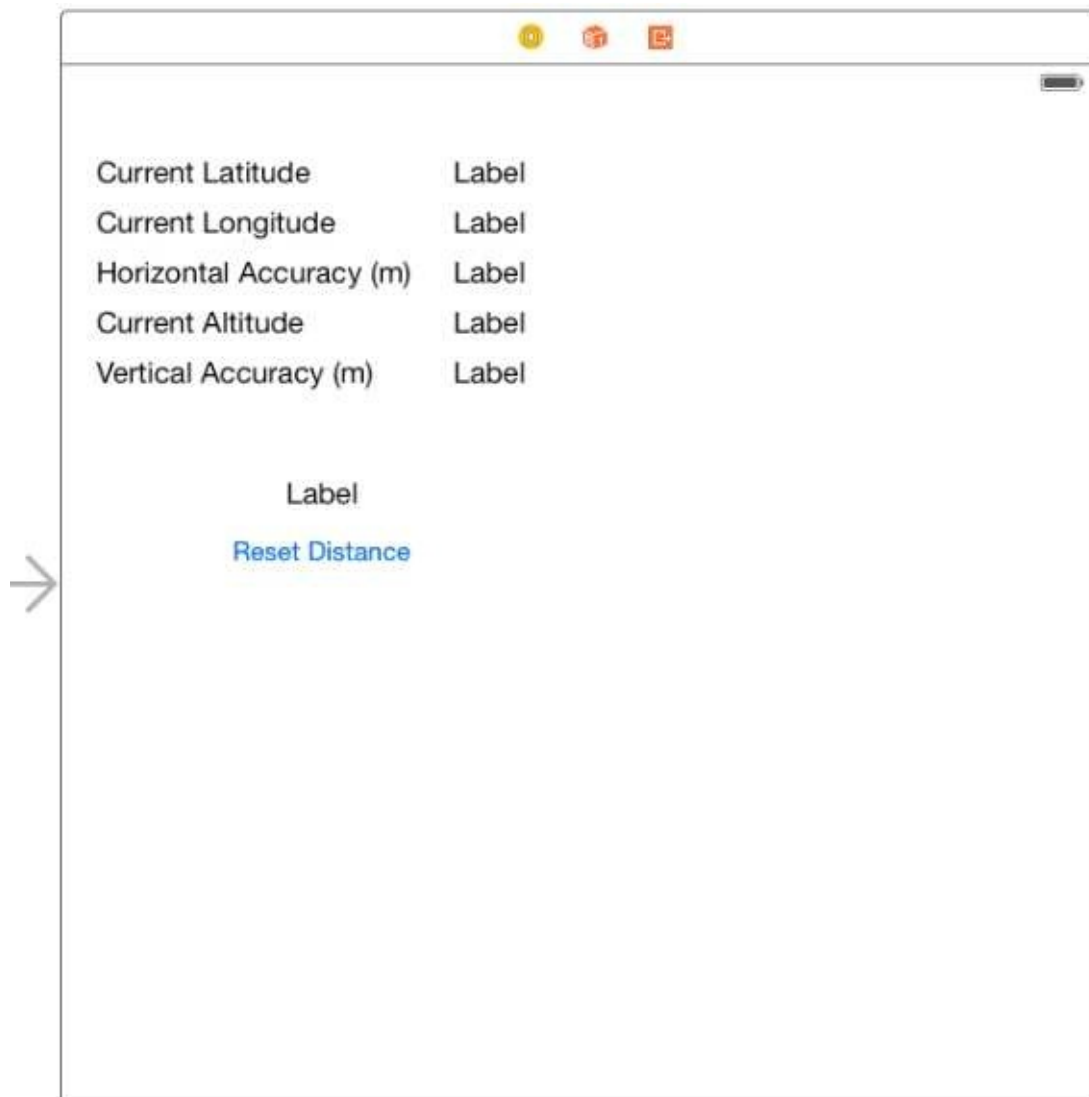 Current Latitude Label
Current Longitude Label
Horizontal Accuracy (m) Label
Current Altitude Label
Vertical Accuracy (m) Label
Label
Reset Distance